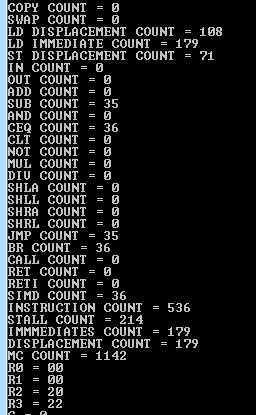 COPY COUNT = 0
SWAP COUNT = 0
LD DISPLACEMENT COUNT = 108
LD IMMEDIATE COUNT = 179
ST DISPLACEMENT COUNT = 71
IN COUNT = 0
OUT COUNT = 0
ADD COUNT = 0
SUB COUNT = 35
AND COUNT = 0
CEQ COUNT = 36
CLT COUNT = 0
NOT COUNT = 0
MUL COUNT = 0
DIV COUNT = 0
SHLA COUNT = 0
SHLL COUNT = 0
SHRA COUNT = 0
SHRL COUNT = 0
JMP COUNT = 35
BR COUNT = 36
CALL COUNT = 0
RET COUNT = 0
RETI COUNT = 0
SIMD COUNT = 36
INSTRUCTION COUNT = 536
STALL COUNT = 214
IMMMEDIATES COUNT = 179
DISPLACEMENT COUNT = 179
MC COUNT = 1142
R0 = 00
R1 = 00
R2 = 20
R3 = 22